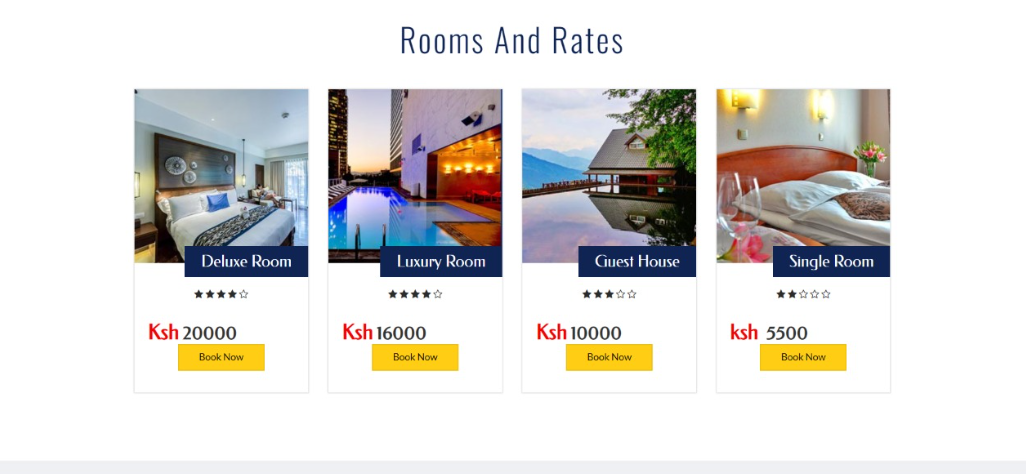 Rooms And Rates
Deluxe Room
Ksh 20000
Book Now
Luxury Room
Ksh 16000
Book Now
Guest House
Ksh 10000
Book Now
Single Room
ksh 5500
Book Now